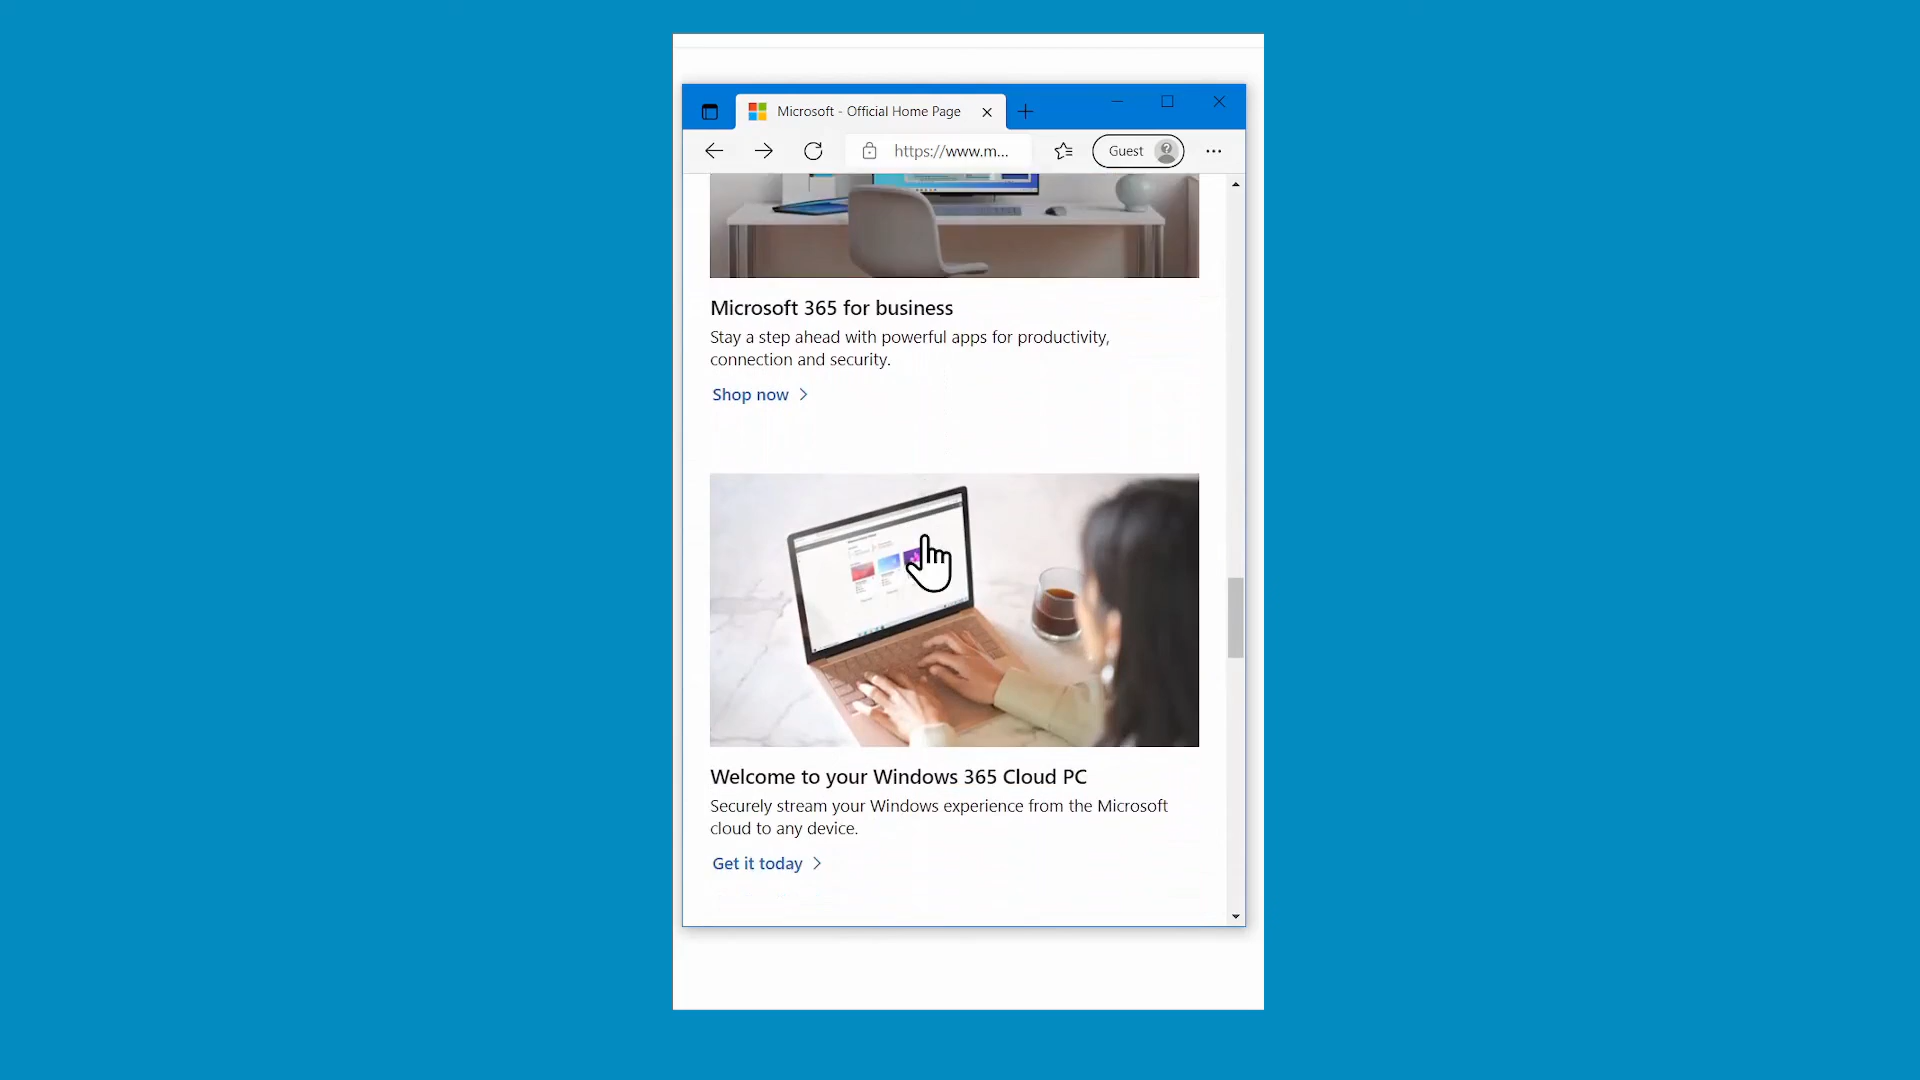 Microsoft - Official Home Page
https://www.m...
Guest
Microsoft 365 for business
Stay a step ahead with powerful apps for productivity,
connection and security.
Shop now
Welcome to your Windows 365 Cloud PC
Securely stream your Windows experience from the Microsoft
cloud to any device.
Get it today